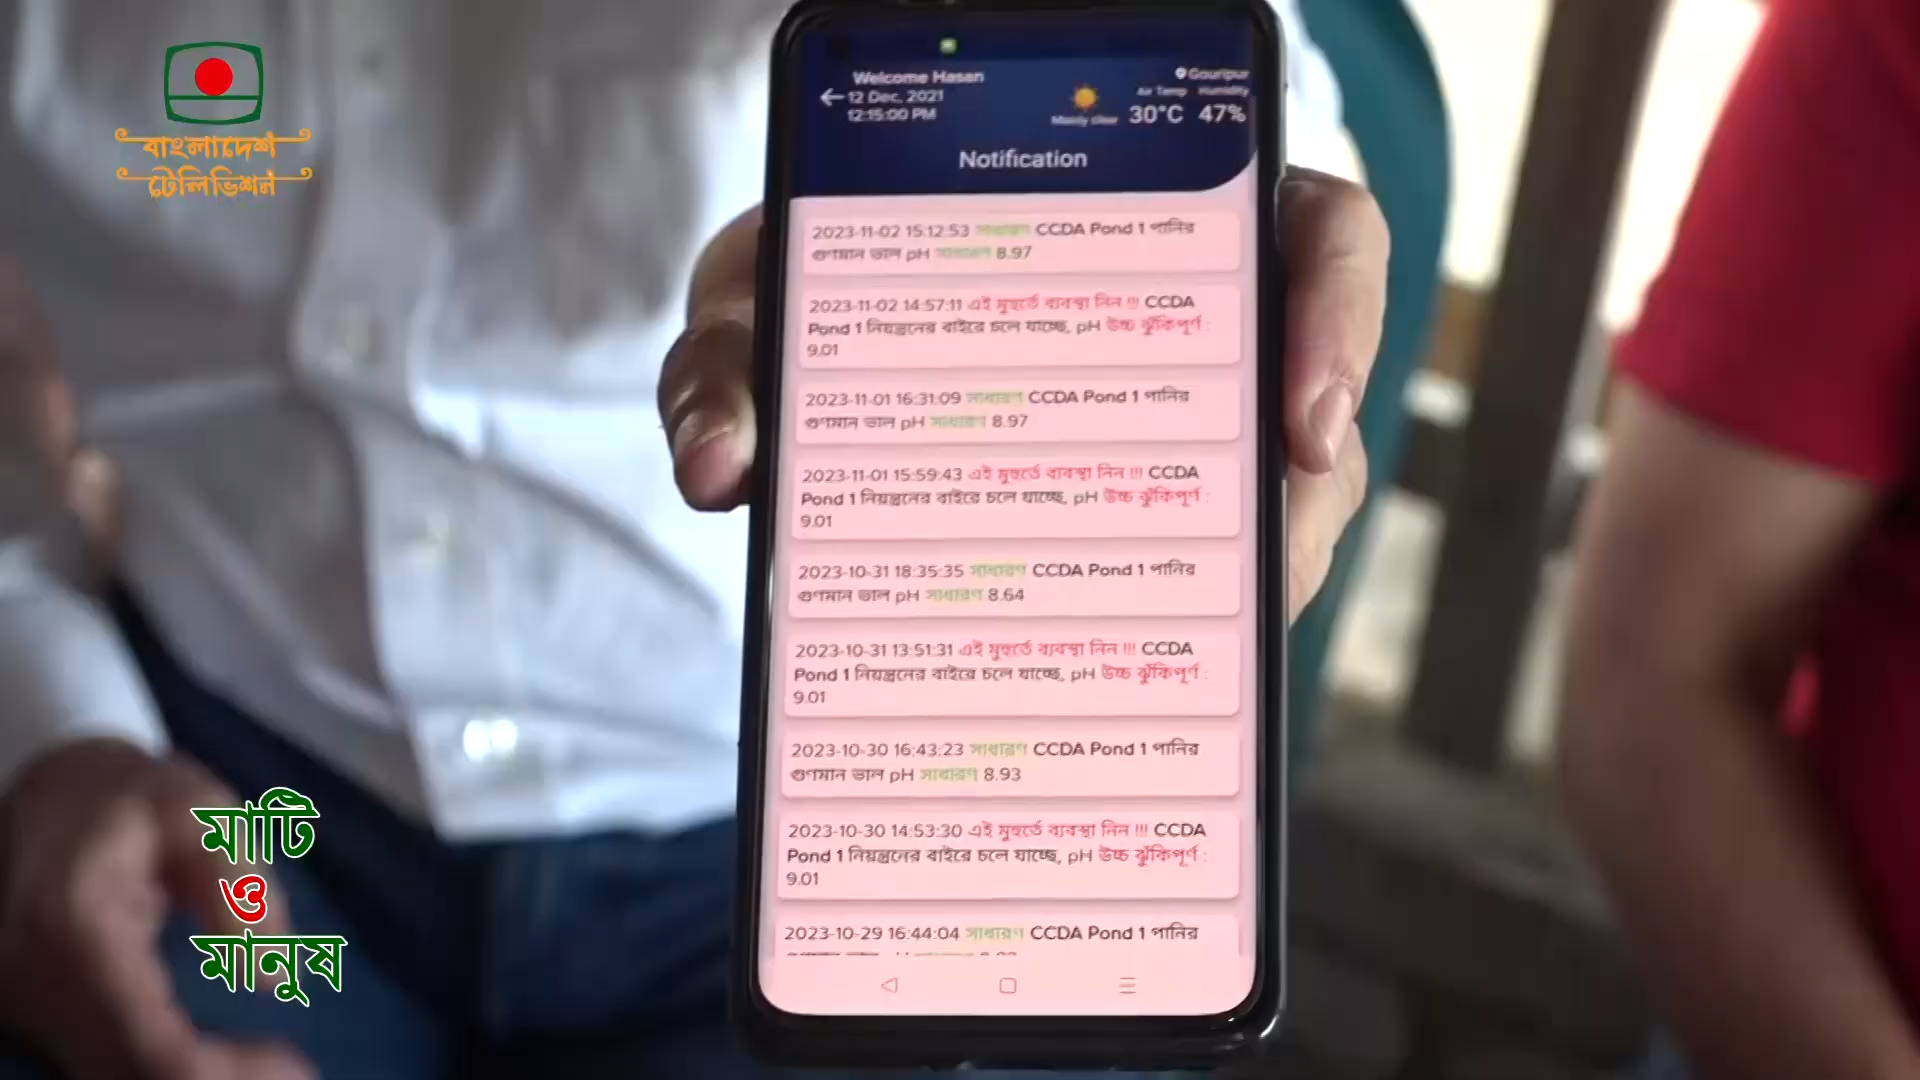 বাংলাদেশ
টেলিভিশন
Welcome Hasan
12 Dec, 2021
12:15:00 PM
Gouripur
Air Temp Humidity
Mainly clear 30°C 47%
Notification
2023-11-02 15:12:53 সাধারণ CCDA Pond 1 পানির
গুণমান ভাল pH সাধারণ 8.97
2023-11-02 14:57:11 এই মুহুর্তে ব্যবস্থা নিন !!! CCDA
Pond 1 নিয়ন্ত্রনের বাইরে চলে যাচ্ছে, pH উচ্চ ঝুঁকিপূর্ণ :
9.01
2023-11-01 16:31:09 সাধারণ CCDA Pond 1 পানির
গুণমান ভাল pH সাধারণ 8.97
2023-11-01 15:59:43 এই মুহুর্তে ব্যবস্থা নিন !!! CCDA
Pond 1 নিয়ন্ত্রনের বাইরে চলে যাচ্ছে, pH উচ্চ ঝুঁকিপূর্ণ :
9.01
2023-10-31 18:35:35 সাধারণ CCDA Pond 1 পানির
গুণমান ভাল pH সাধারণ 8.64
2023-10-31 13:51:31 এই মুহুর্তে ব্যবস্থা নিন !!! CCDA
Pond 1 নিয়ন্ত্রনের বাইরে চলে যাচ্ছে, pH উচ্চ ঝুঁকিপূর্ণ :
9.01
2023-10-30 16:43:23 সাধারণ CCDA Pond 1 পানির
গুণমান ভাল pH সাধারণ 8.93
2023-10-30 14:53:30 এই মুহুর্তে ব্যবস্থা নিন !!! CCDA
Pond 1 নিয়ন্ত্রনের বাইরে চলে যাচ্ছে, pH উচ্চ ঝুঁকিপূর্ণ :
9.01
2023-10-29 16:44:04 সাধারণ CCDA Pond 1 পানির
মাটি
ও
মানুষ